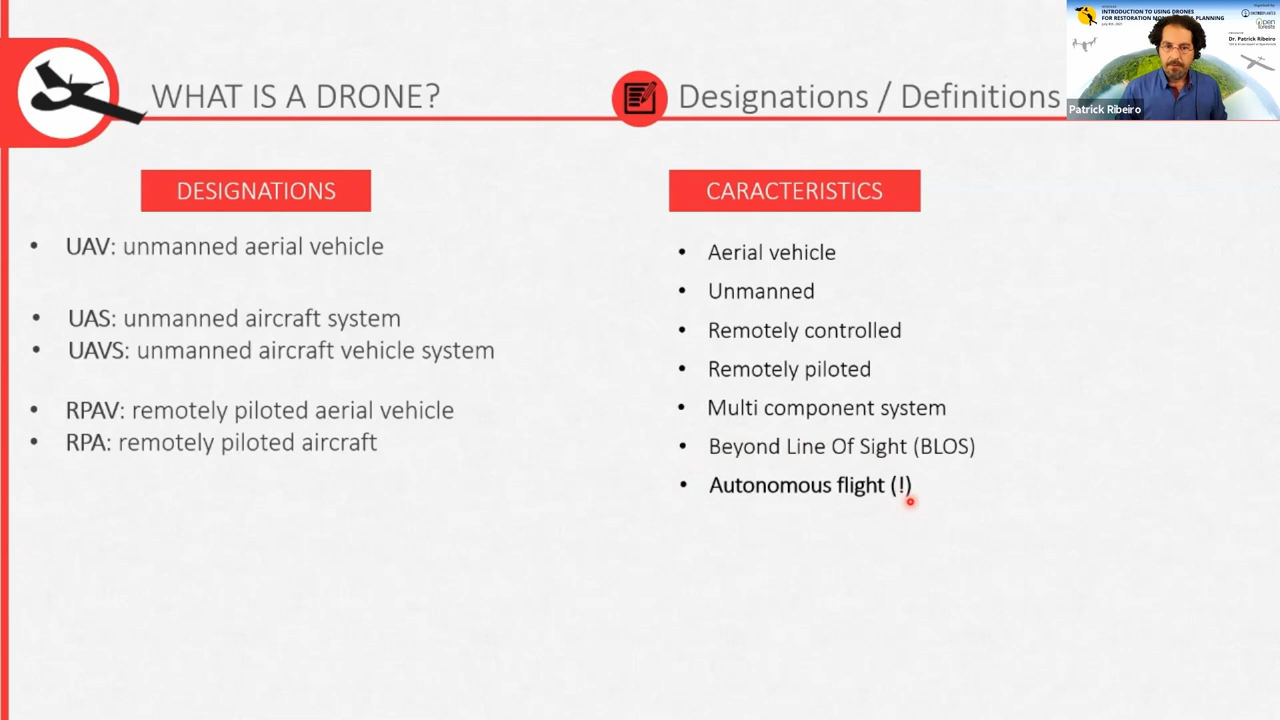 WHAT IS A DRONE?
Designations / Definitions
DESIGNATIONS
• UAV: unmanned aerial vehicle
• UAS: unmanned aircraft system
• UAVS: unmanned aircraft vehicle system
• RPAV: remotely piloted aerial vehicle
• RPA: remotely piloted aircraft
CARACTERISTICS
• Aerial vehicle
• Unmanned
• Remotely controlled
• Remotely piloted
• Multi component system
• Beyond Line Of Sight (BLOS)
• Autonomous flight (!)
INTRODUCTION TO USING DRONES
FOR RESTORATION PLANNING
Dr. Patrick Ribeiro
Patrick Ribeiro